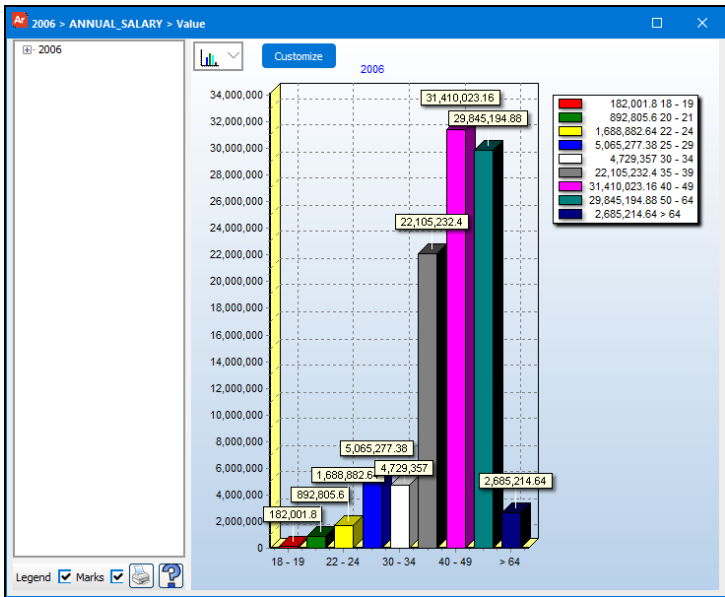 Ar 2006 > ANNUAL_SALARY > Value
2006
Customize
2006
34,000,000
32,000,000
30,000,000
28,000,000
26,000,000
24,000,000
22,000,000
20,000,000
18,000,000
16,000,000
14,000,000
12,000,000
10,000,000
8,000,000
6,000,000
4,000,000
2,000,000
0
182,001.8
892,805.6
1,688,882.64
5,065,277.38
4,729,357
22,105,232.4
31,410,023.16
29,845,194.88
2,685,214.64
18 - 19 22 - 24 30 - 34 40 - 49 > 64
182,001.8 18 - 19
892,805.6 20 - 21
1,688,882.64 22 - 24
5,065,277.38 25 - 29
4,729,357 30 - 34
22,105,232.4 35 - 39
31,410,023.16 40 - 49
29,845,194.88 50 - 64
2,685,214.64 > 64
Legend Marks ?